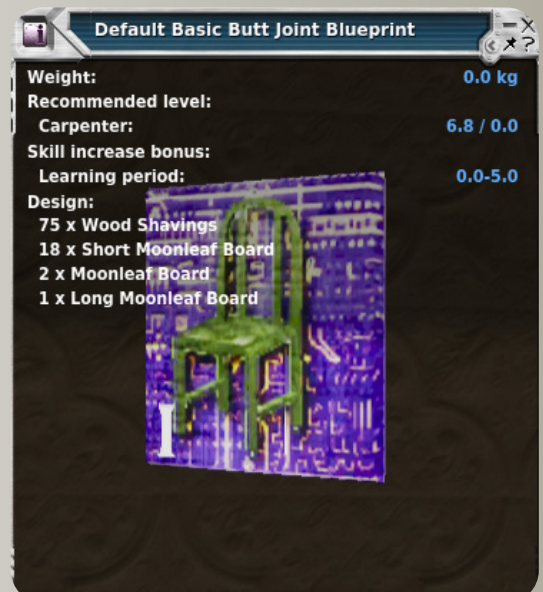 Default Basic Butt Joint Blueprint
Weight: 0.0 kg
Recommended level:
Carpenter: 6.8 / 0.0
Skill increase bonus:
Learning period: 0.0-5.0
Design:
75 x Wood Shavings
18 x Short Moonleaf Board
2 x Moonleaf Board
1 x Long Moonleaf Board
I